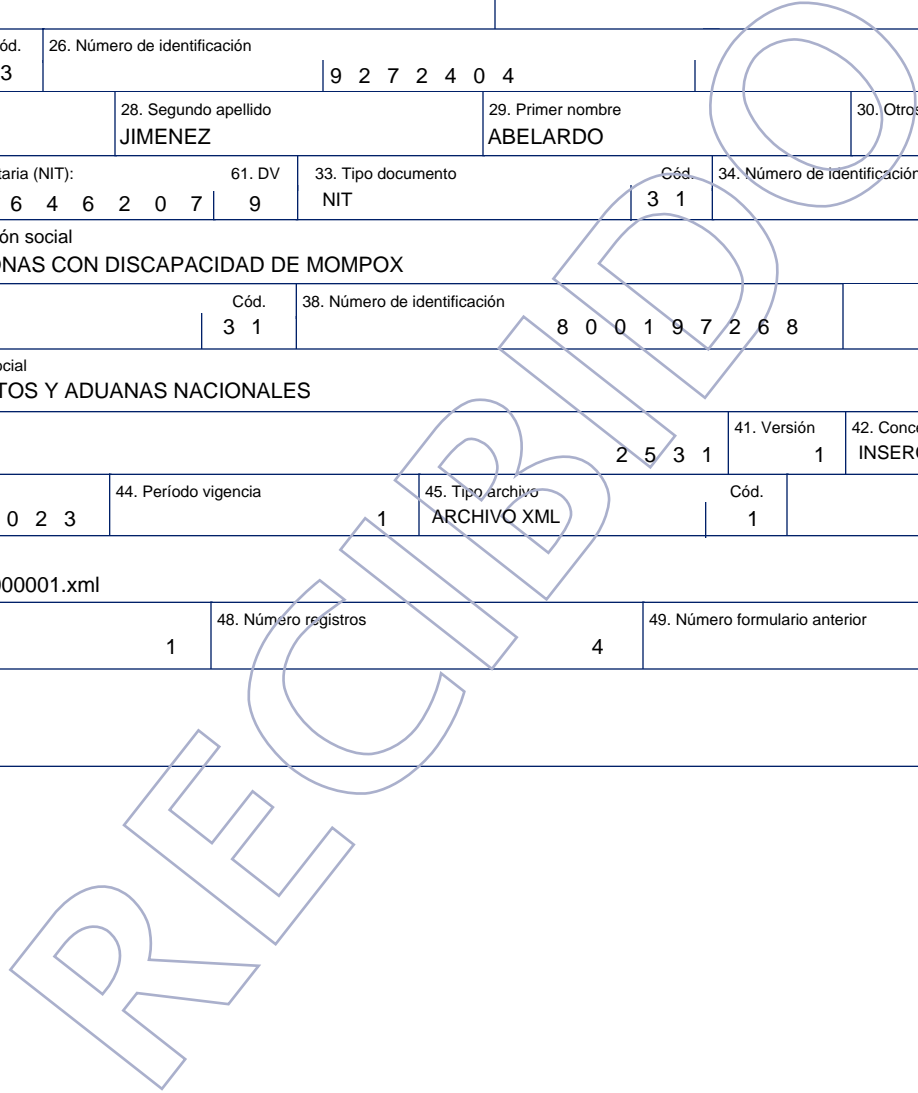 ód. 26. Número de identificación
3 9 2 7 2 4 0 4
28. Segundo apellido 29. Primer nombre 30. Otros
JIMENEZ ABELARDO
taria (NIT): 61. DV 33. Tipo documento Cód. 34. Número de identificación
6 4 6 2 0 7 9 NIT 3 1
ón social
ONAS CON DISCAPACIDAD DE MOMPOX
Cód. 38. Número de identificación
3 1 8 0 0 1 9 7 2 6 8
ocial
TOS Y ADUANAS NACIONALES
41. Versión 42. Conce
2 5 3 1 1 INSERC
44. Período vigencia 45. Tipo archivo Cód.
0 2 3 1 ARCHIVO XML 1
000001.xml
48. Número registros 49. Número formulario anterior
1 4
RECIBIDO